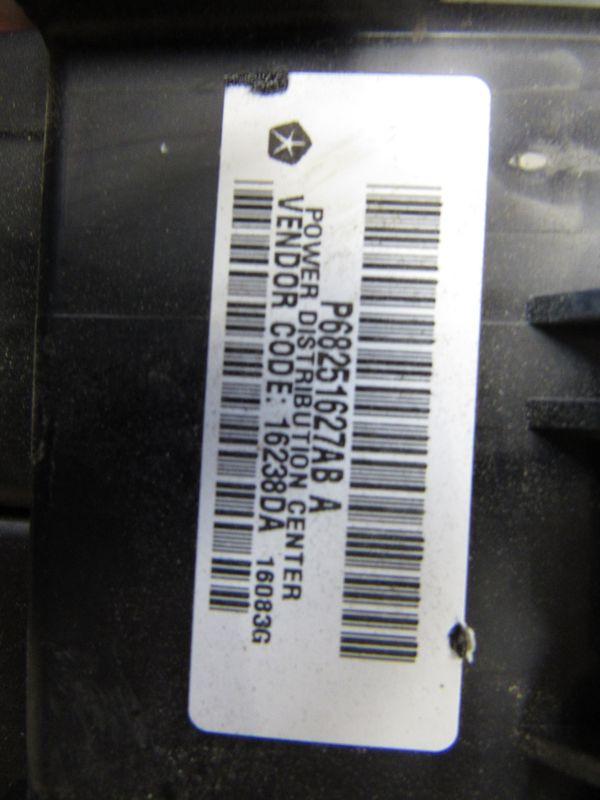 P68251627AB A
POWER DISTRIBUTION CENTER
VENDOR CODE: 16238DA 16083G